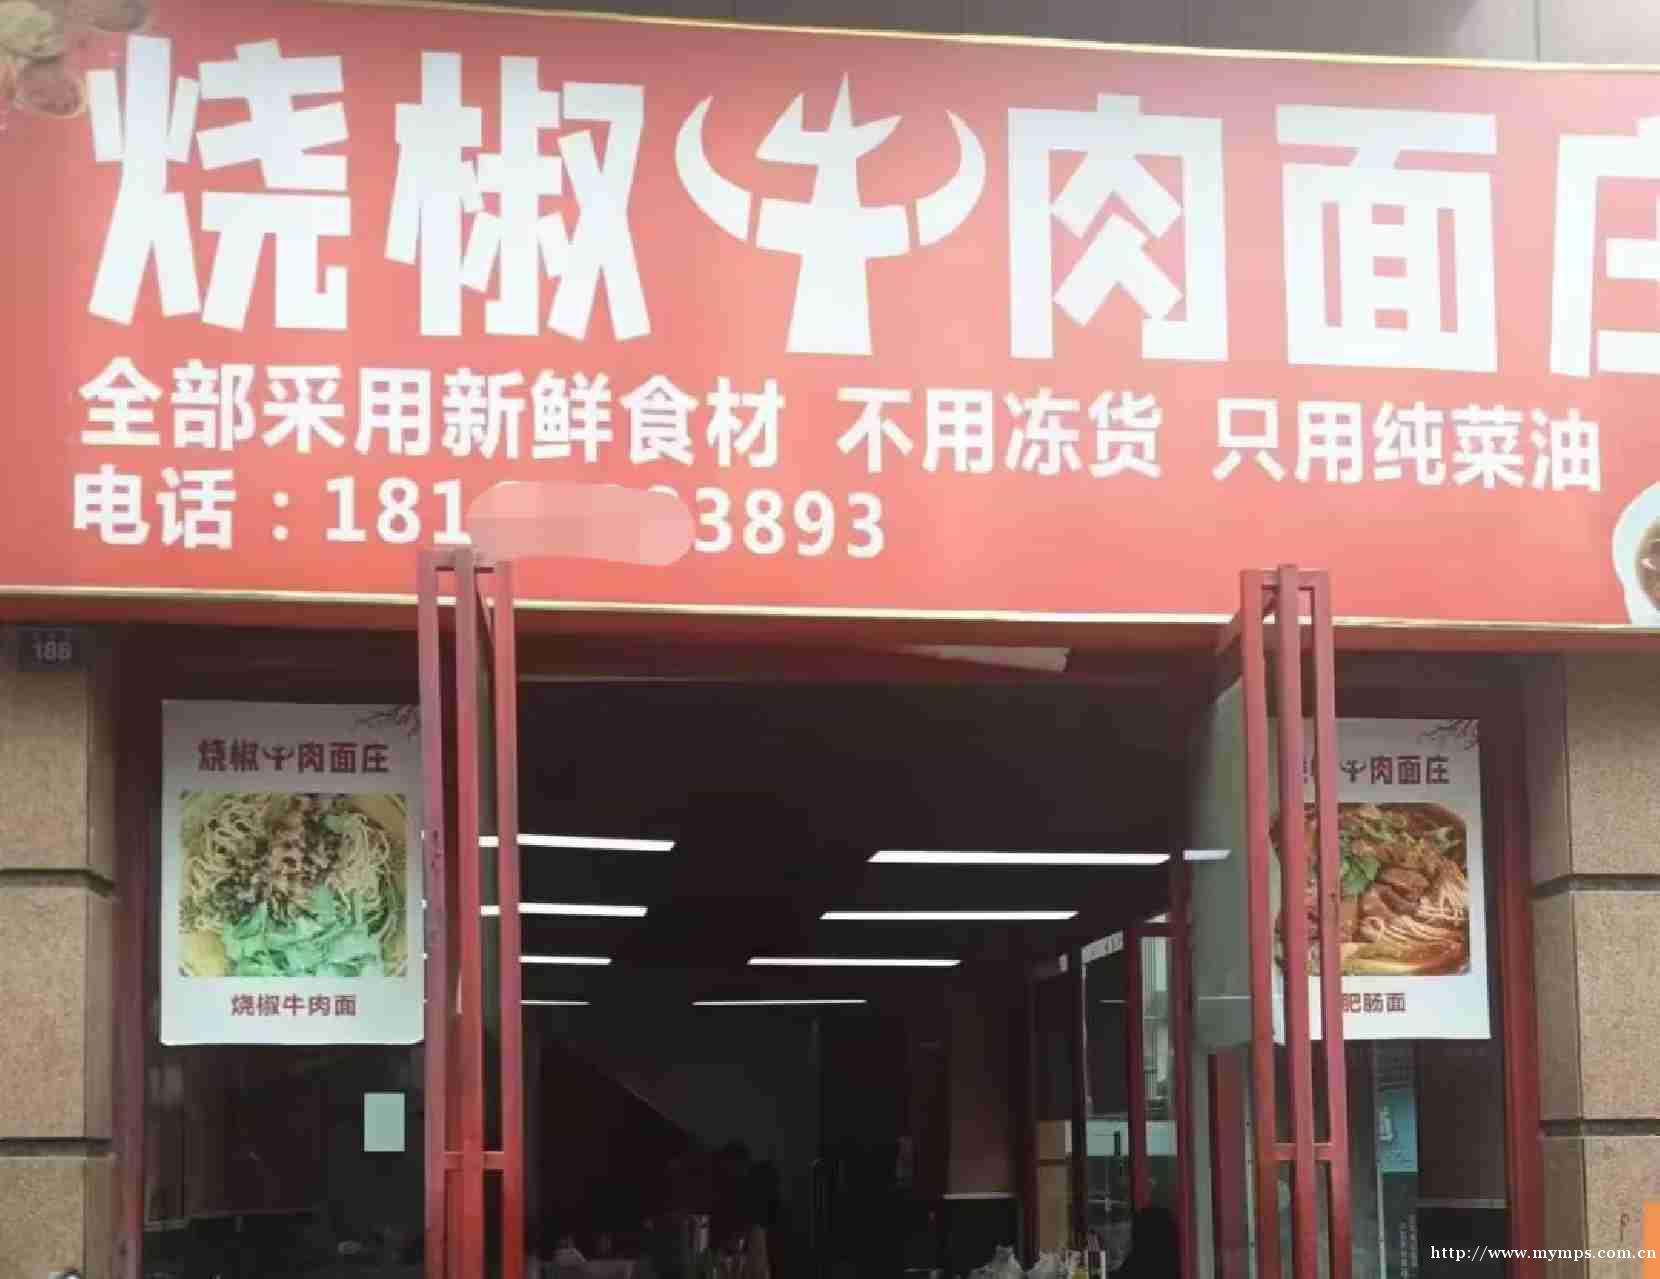 烧椒牛肉面庄
全部采用新鲜食材 不用冻货 只用纯菜油
电话：181 3893
188
烧椒牛肉面庄
烧椒牛肉面
牛肉面庄
肥肠面
http://www.mymps.com.cn